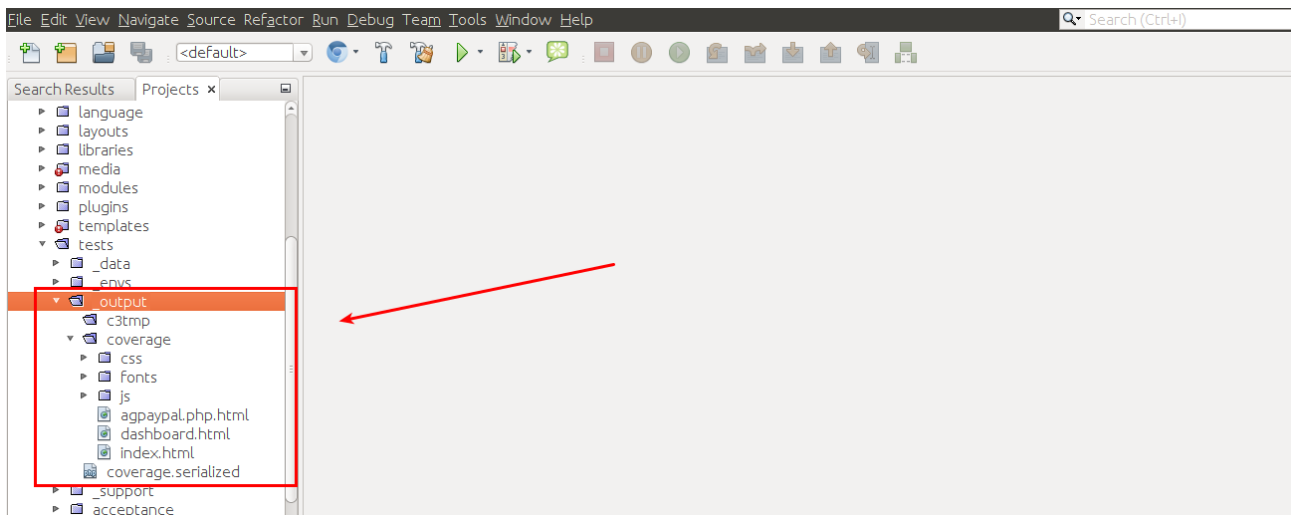 File Edit View Navigate Source Refactor Run Debug Team Tools Window Help
Search (Ctrl+I)
<default>
Search Results Projects
language
layouts
libraries
media
modules
plugins
templates
tests
_data
_envs
_output
c3tmp
coverage
css
fonts
js
agpaypal.php.html
dashboard.html
index.html
coverage.serialized
_support
acceptance